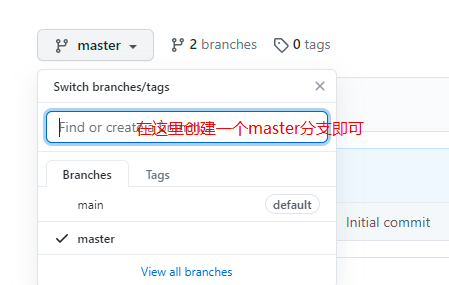 master
2 branches
0 tags
Switch branches/tags
Find or create a
在这里创建一个master分支即可
Branches
Tags
main
default
master
Initial commit
View all branches